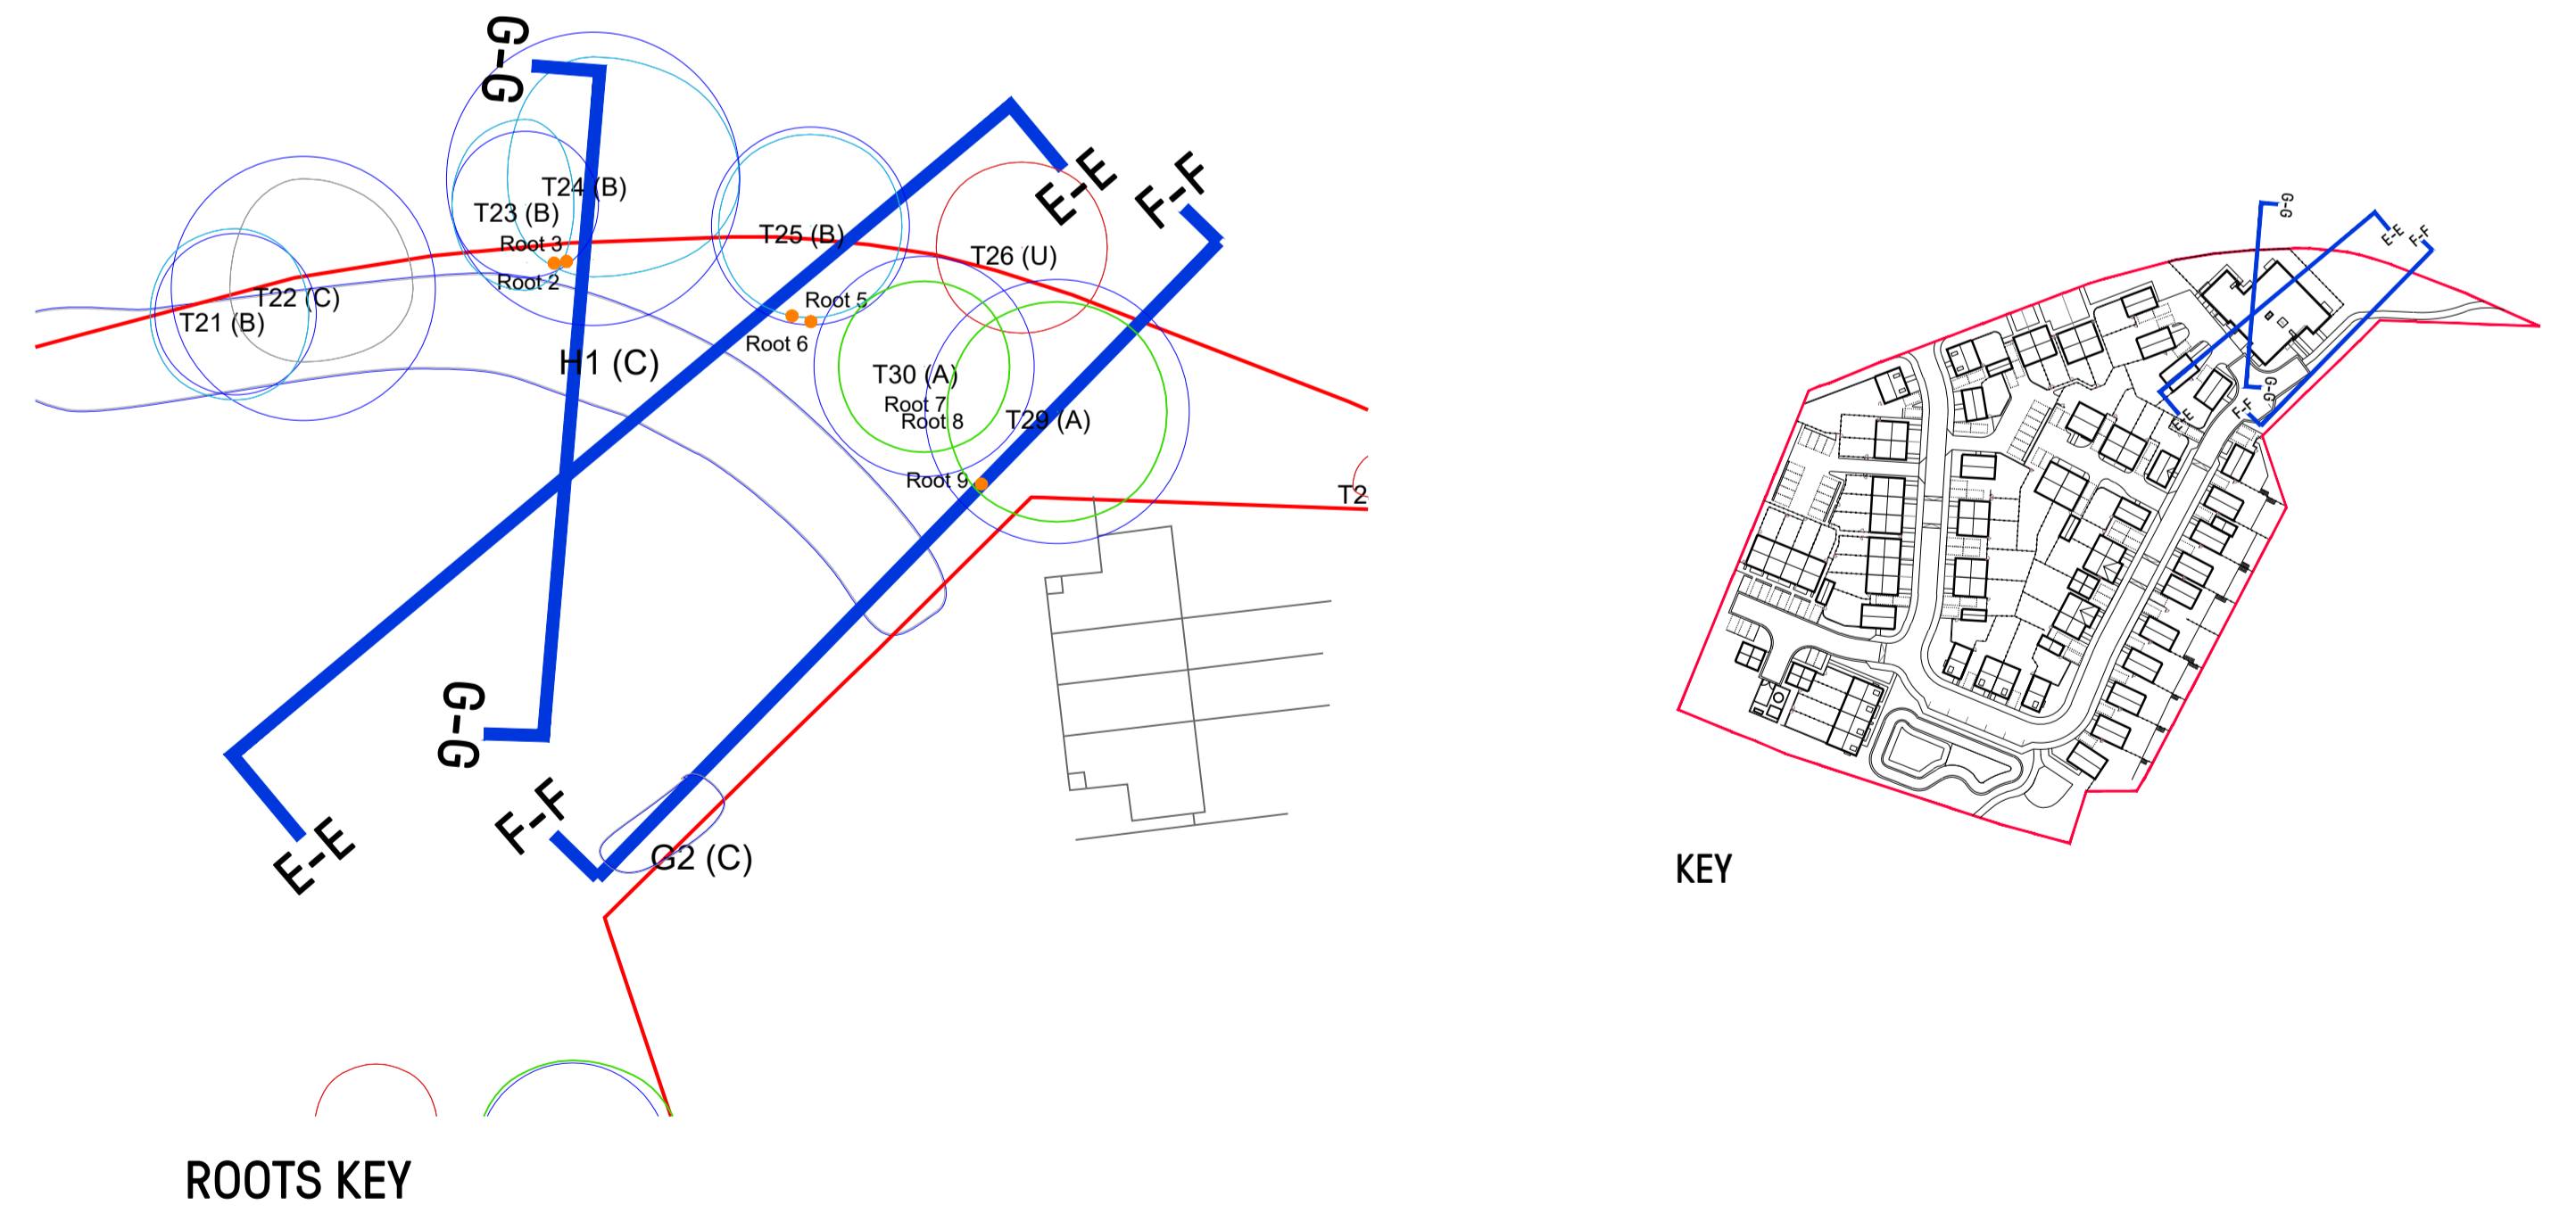 G-G
E-E
F-F
T24 (B)
T23 (B)
Root 3
Root 2
T25 (B)
T26 (U)
T22 (C)
T21 (B)
Root 5
Root 6
H1 (C)
T30 (A)
Root 7
Root 8
T29 (A)
Root 9
T2
G-G
F-F
E-E
G2 (C)
ROOTS KEY
G-G
E-E
F-F
G-G
F-F
E-E
KEY